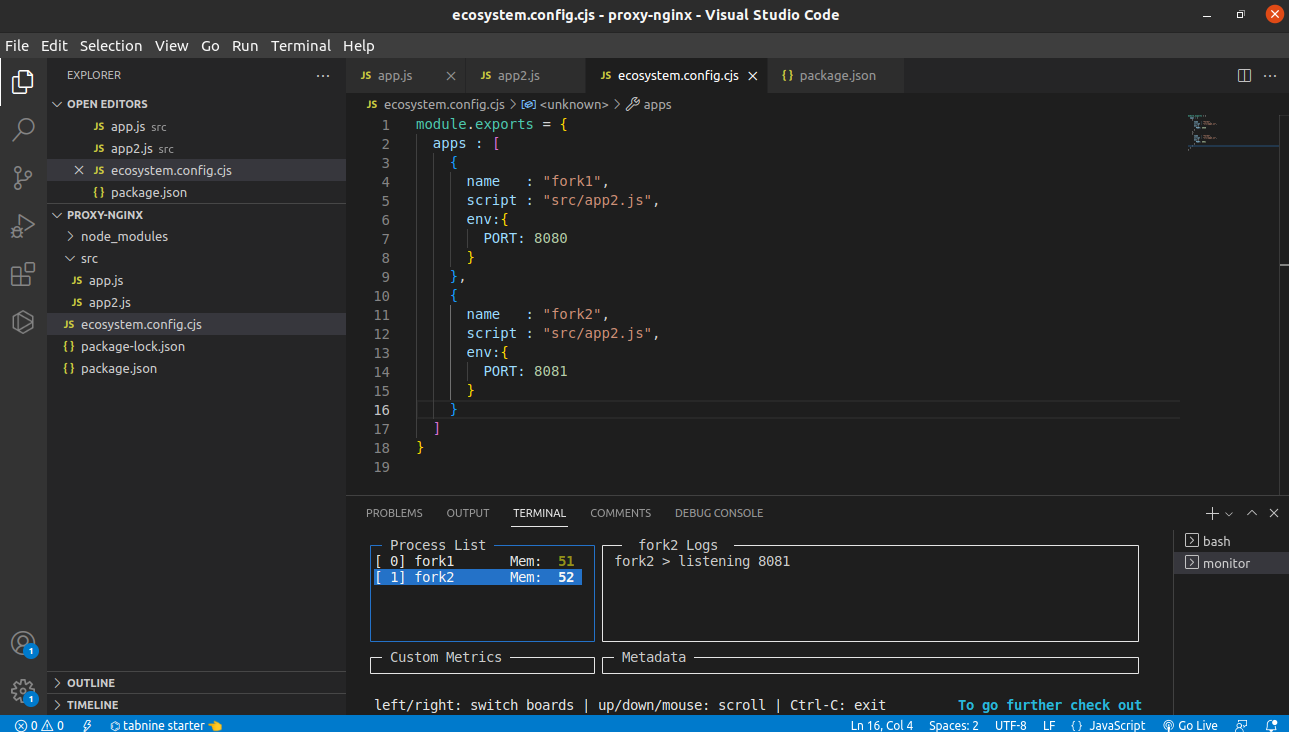 ecosystem.config.cjs - proxy-nginx - Visual Studio Code
File Edit Selection View Go Run Terminal Help
EXPLORER
OPEN EDITORS
JS app.js src
JS app2.js src
JS ecosystem.config.cjs
{} package.json
PROXY-NGINX
node_modules
src
JS app.js
JS app2.js
JS ecosystem.config.cjs
{} package-lock.json
{} package.json
OUTLINE
TIMELINE
1
1
JS app.js JS app2.js JS ecosystem.config.cjs {} package.json
JS ecosystem.config.cjs > <unknown> > apps
1 module.exports = {
2 apps : [
3 {
4 name   : "fork1",
5 script : "src/app2.js",
6 env:{
7 PORT: 8080
8 }
9 },
10 {
11 name   : "fork2",
12 script : "src/app2.js",
13 env:{
14 PORT: 8081
15 }
16 }
17 ]
18 }
19
PROBLEMS OUTPUT TERMINAL COMMENTS DEBUG CONSOLE
Process List
[ 0] fork1 Mem: 51
[ 1] fork2 Mem: 52
fork2 Logs
fork2 > listening 8081
Custom Metrics
Metadata
left/right: switch boards | up/down/mouse: scroll | Ctrl-C: exit To go further check out
bash
monitor
0 0 tabnine starter 👈 Ln 16, Col 4 Spaces: 2 UTF-8 LF {} JavaScript Go Live